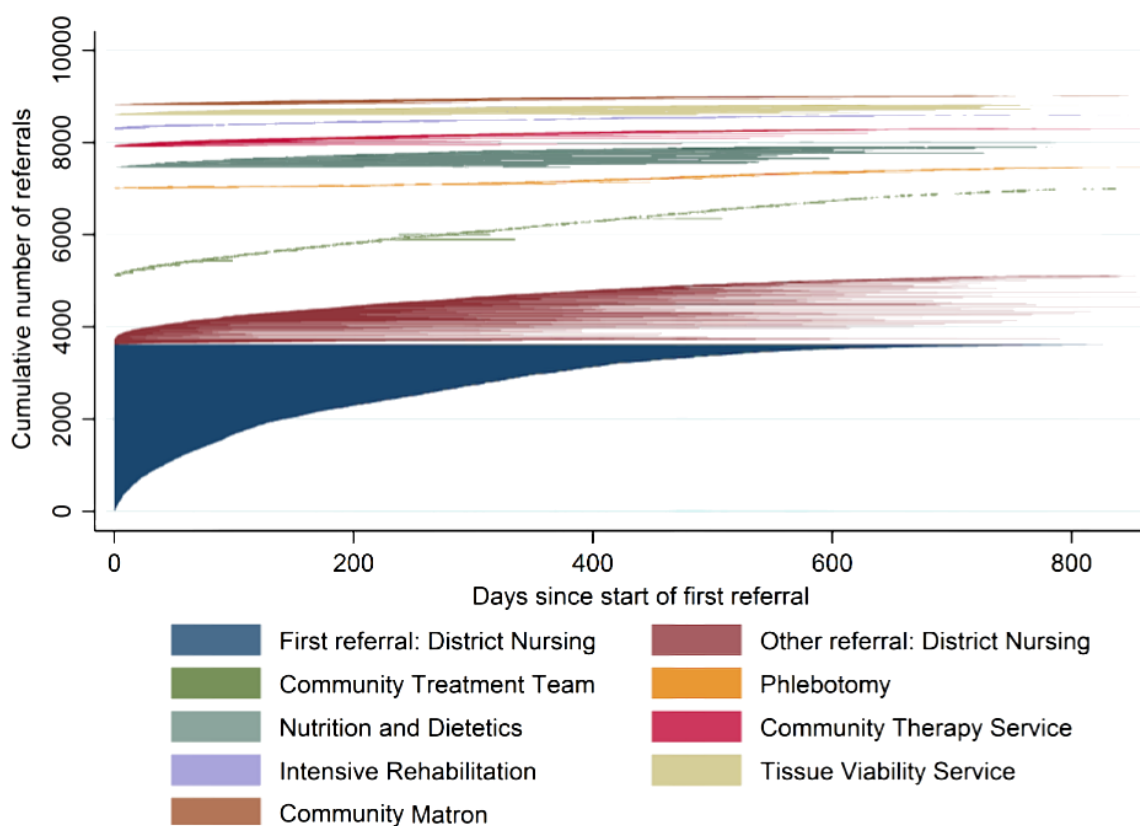 Cumulative number of referrals
10000
8000
6000
4000
2000
0
0 200 400 600 800
Days since start of first referral
First referral: District Nursing
Other referral: District Nursing
Community Treatment Team
Phlebotomy
Nutrition and Dietetics
Community Therapy Service
Intensive Rehabilitation
Tissue Viability Service
Community Matron